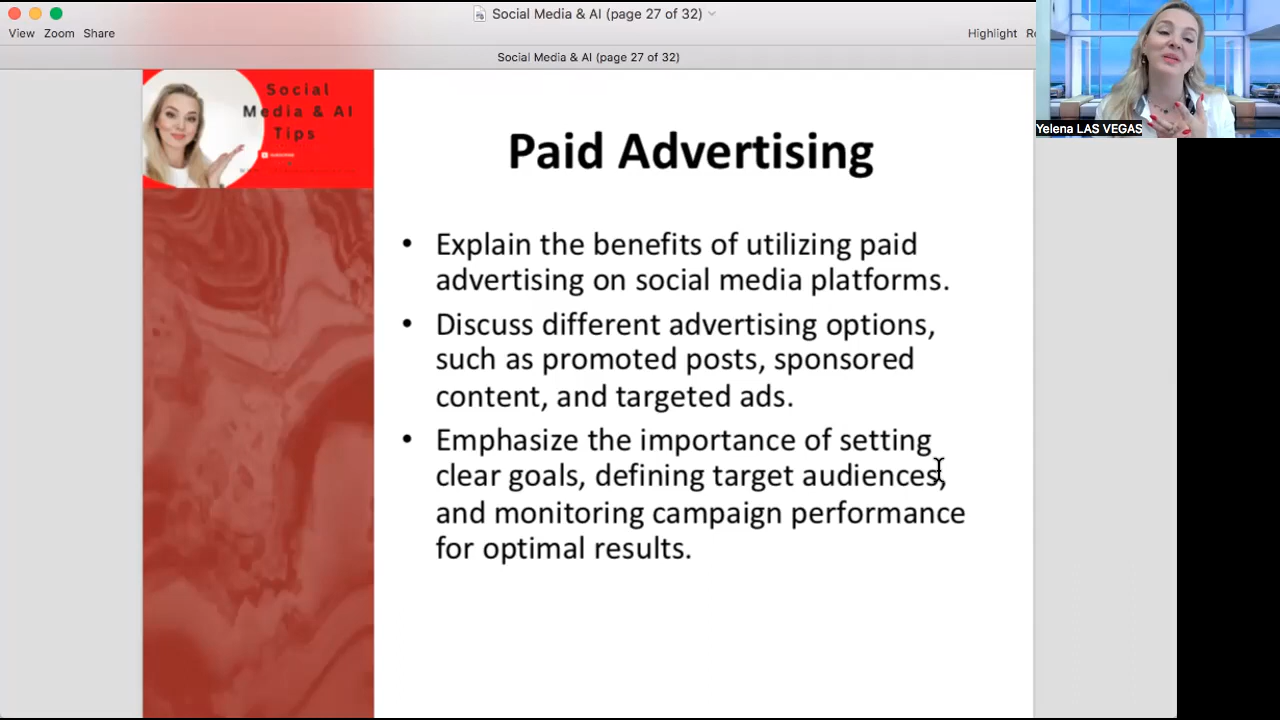 Social Media & AI (page 27 of 32)
View Zoom Share
Highlight
Social Media & AI (page 27 of 32)
Yelena LAS VEGAS
Social
Media & AI
Tips
Paid Advertising
• Explain the benefits of utilizing paid
advertising on social media platforms.
• Discuss different advertising options,
such as promoted posts, sponsored
content, and targeted ads.
• Emphasize the importance of setting
clear goals, defining target audiences,
and monitoring campaign performance
for optimal results.